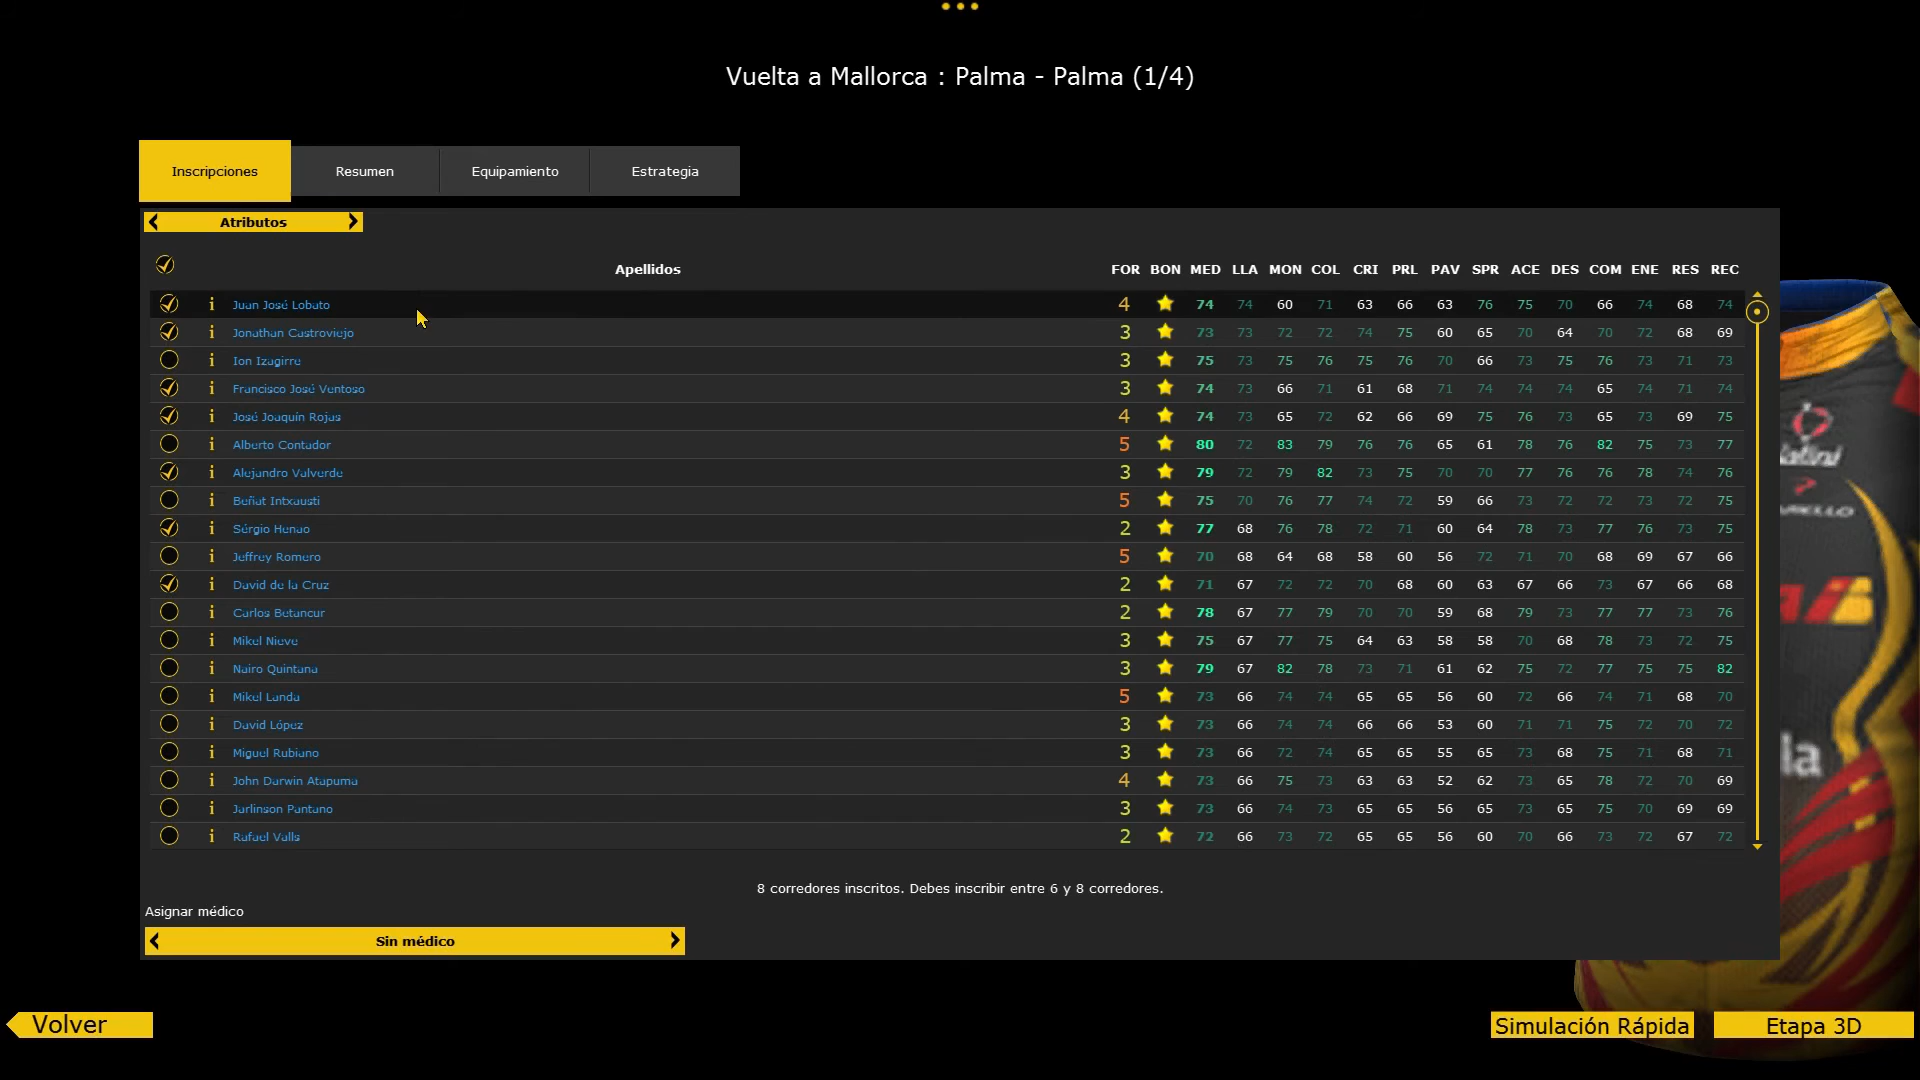 Vuelta a Mallorca : Palma - Palma (1/4)
Inscripciones Resumen Equipamiento Estrategia
Atributos
Apellidos FOR BON MED LLA MON COL CRI PRL PAV SPR ACE DES COM ENE RES REC
i Juan José Lobato 4 74 74 60 71 63 66 63 76 75 70 66 74 68 74
i Jonathan Castroviejo 3 73 73 72 72 74 75 60 65 70 64 70 72 68 69
i Ion Izagirre 3 75 73 75 76 75 76 70 66 73 75 76 73 71 73
i Francisco José Ventoso 3 74 73 66 71 61 68 71 74 74 74 65 74 71 74
i José Joaquín Rojas 4 74 73 65 72 62 66 69 75 76 73 65 73 69 75
i Alberto Contador 5 80 72 83 79 76 76 65 61 78 76 82 75 73 77
i Alejandro Valverde 3 79 72 79 82 73 75 70 70 77 76 76 78 74 76
i Beñat Intxausti 5 75 70 76 77 74 72 59 66 73 72 72 73 72 75
i Sérgio Henao 2 77 68 76 78 72 71 60 64 78 73 77 76 73 75
i Jeffrey Romero 5 70 68 64 68 58 60 56 72 71 70 68 69 67 66
i David de la Cruz 2 71 67 72 72 70 68 60 63 67 66 73 67 66 68
i Carlos Betancur 2 78 67 77 79 70 70 59 68 79 73 77 77 73 76
i Mikel Nieve 3 75 67 77 75 64 63 58 58 70 68 78 73 72 75
i Nairo Quintana 3 79 67 82 78 73 71 61 62 75 72 77 75 75 82
i Mikel Landa 5 73 66 74 74 65 65 56 60 72 66 74 71 68 70
i David López 3 73 66 74 74 66 66 53 60 71 71 75 72 70 72
i Miguel Rubiano 3 73 66 72 74 65 65 55 65 73 68 75 71 68 71
i John Darwin Atapuma 4 73 66 75 73 63 63 52 62 73 65 78 72 70 69
i Jarlinson Pantano 3 73 66 74 73 65 65 56 65 73 65 75 70 69 69
i Rafael Valls 2 72 66 73 72 65 65 56 60 70 66 73 72 67 72
8 corredores inscritos. Debes inscribir entre 6 y 8 corredores.
Asignar médico
Sin médico
Volver
Simulación Rápida Etapa 3D